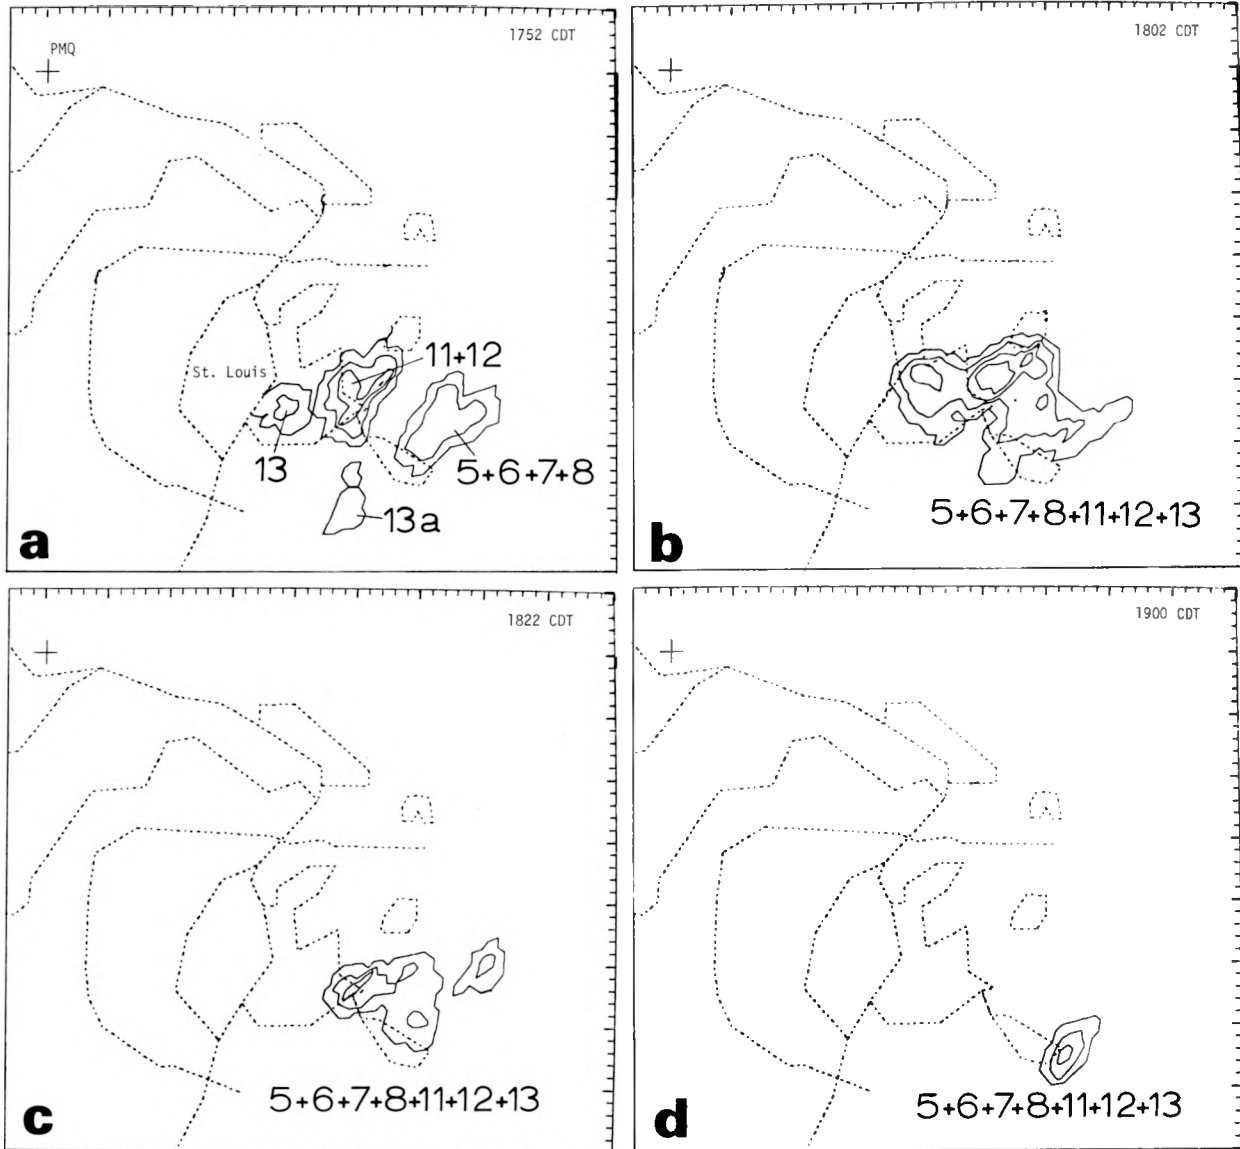 1752 CDT
PMQ
St. Louis
11+12
13
5+6+7+8
13a
a
1802 CDT
5+6+7+8+11+12+13
b
1822 CDT
5+6+7+8+11+12+13
c
1900 CDT
5+6+7+8+11+12+13
d